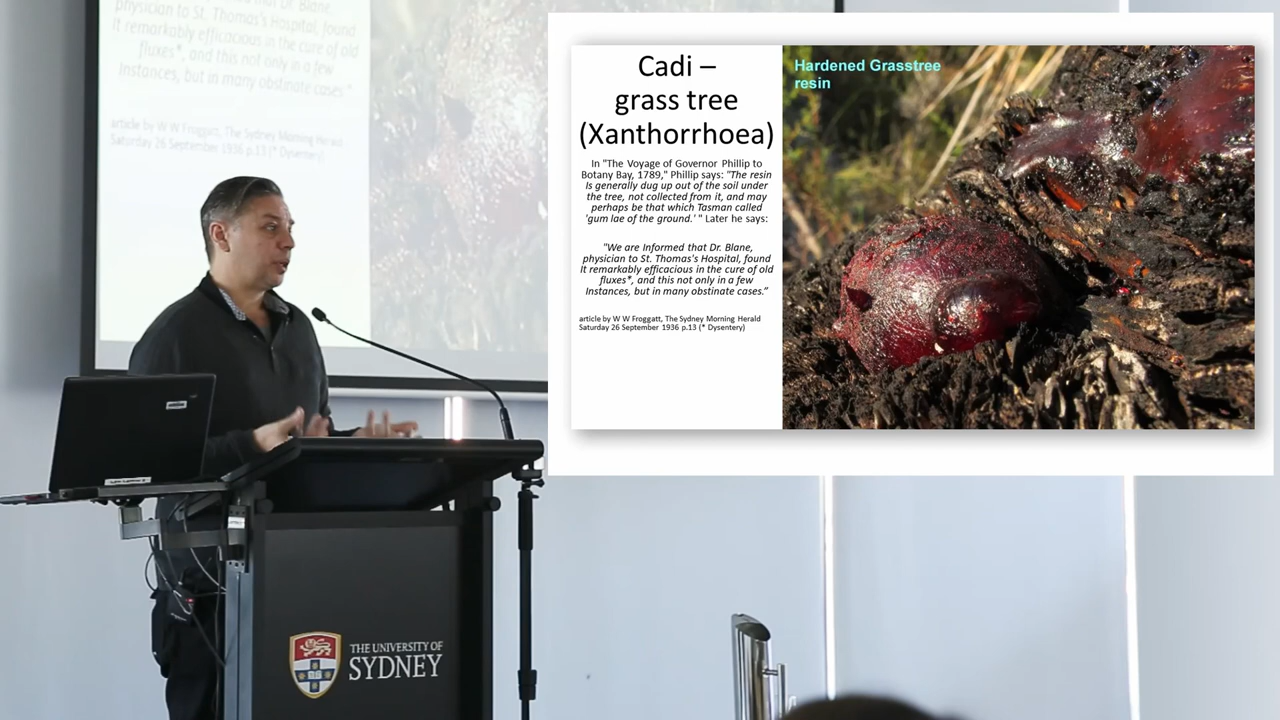 physician to St. Thomas's Hospital, found
it remarkably efficacious in the cure of old
fluxes*, and this not only in a few
Instances, but in many obstinate cases."
article by W W Froggatt, The Sydney Morning Herald
Saturday 26 September 1936 p.13 (* Dysentery)
Cadi –
grass tree
(Xanthorrhoea)
In "The Voyage of Governor Phillip to
Botany Bay, 1789," Phillip says: "The resin
Is generally dug up out of the soil under
the tree, not collected from it, and may
perhaps be that which Tasman called
'gum lae of the ground.' " Later he says:
"We are Informed that Dr. Blane,
physician to St. Thomas's Hospital, found
It remarkably efficacious in the cure of old
fluxes*, and this not only in a few
Instances, but in many obstinate cases."
article by W W Froggatt, The Sydney Morning Herald
Saturday 26 September 1936 p.13 (* Dysentery)
Hardened Grasstree
resin
THE UNIVERSITY OF
SYDNEY